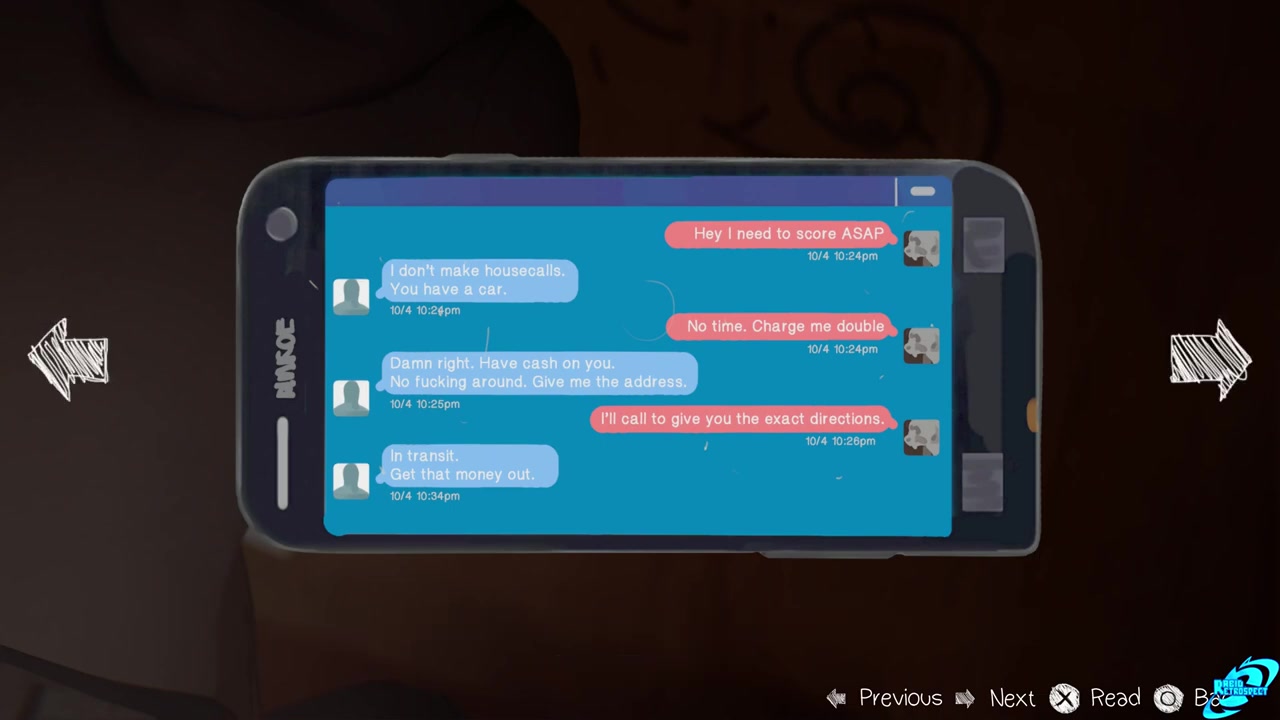 Hey I need to score ASAP
10/4 10:24pm
I don't make housecalls.
You have a car.
10/4 10:24pm
No time. Charge me double
10/4 10:24pm
Damn right. Have cash on you.
No fucking around. Give me the address.
10/4 10:25pm
I'll call to give you the exact directions.
10/4 10:26pm
In transit.
Get that money out.
10/4 10:34pm
Previous Next Read
RETROSPECT